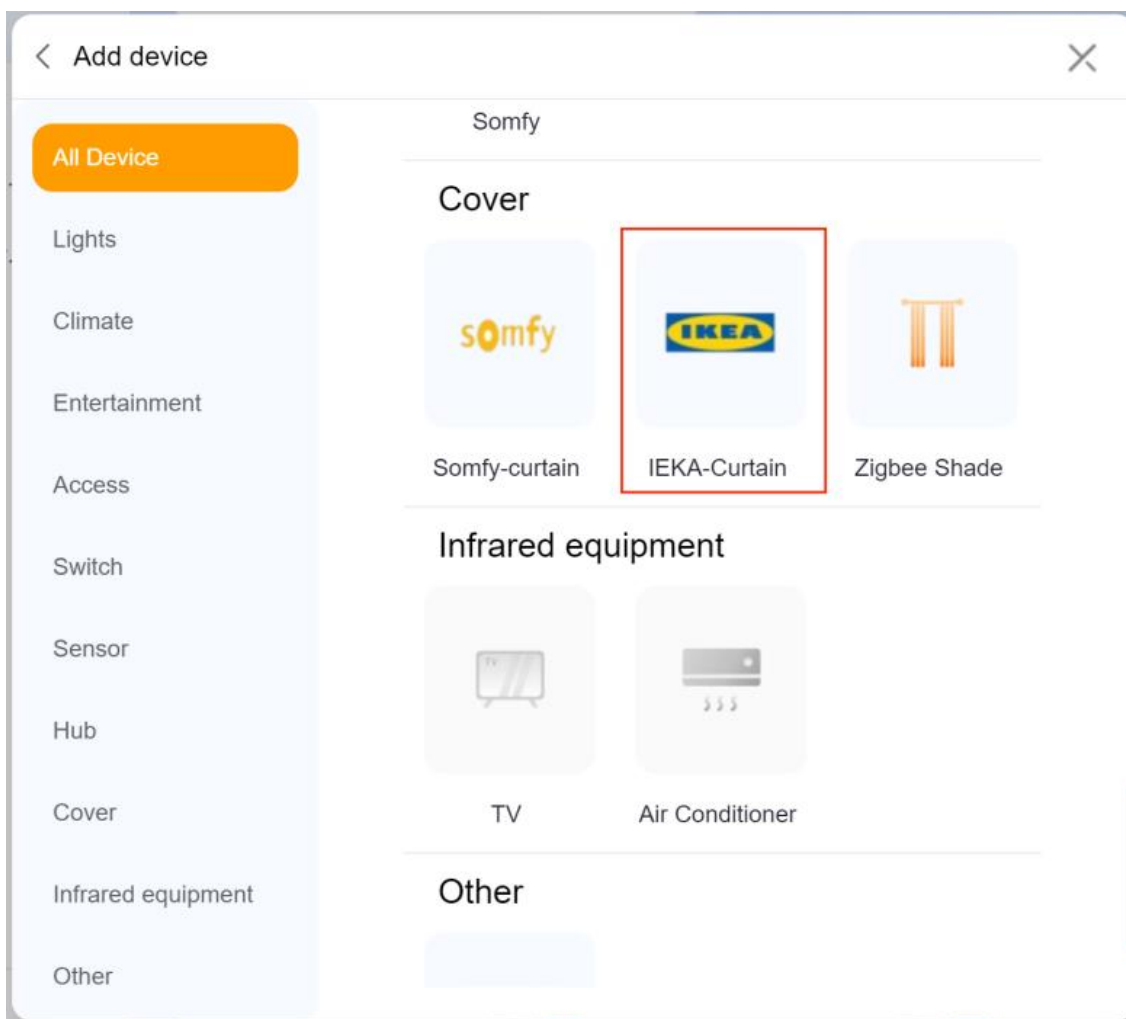 Add device
All Device
Lights
Climate
Entertainment
Access
Switch
Sensor
Hub
Cover
Infrared equipment
Other
Somfy
Cover
somfy
IKEA
Somfy-curtain
IEKA-Curtain
Zigbee Shade
Infrared equipment
TV
TV
Air Conditioner
Other